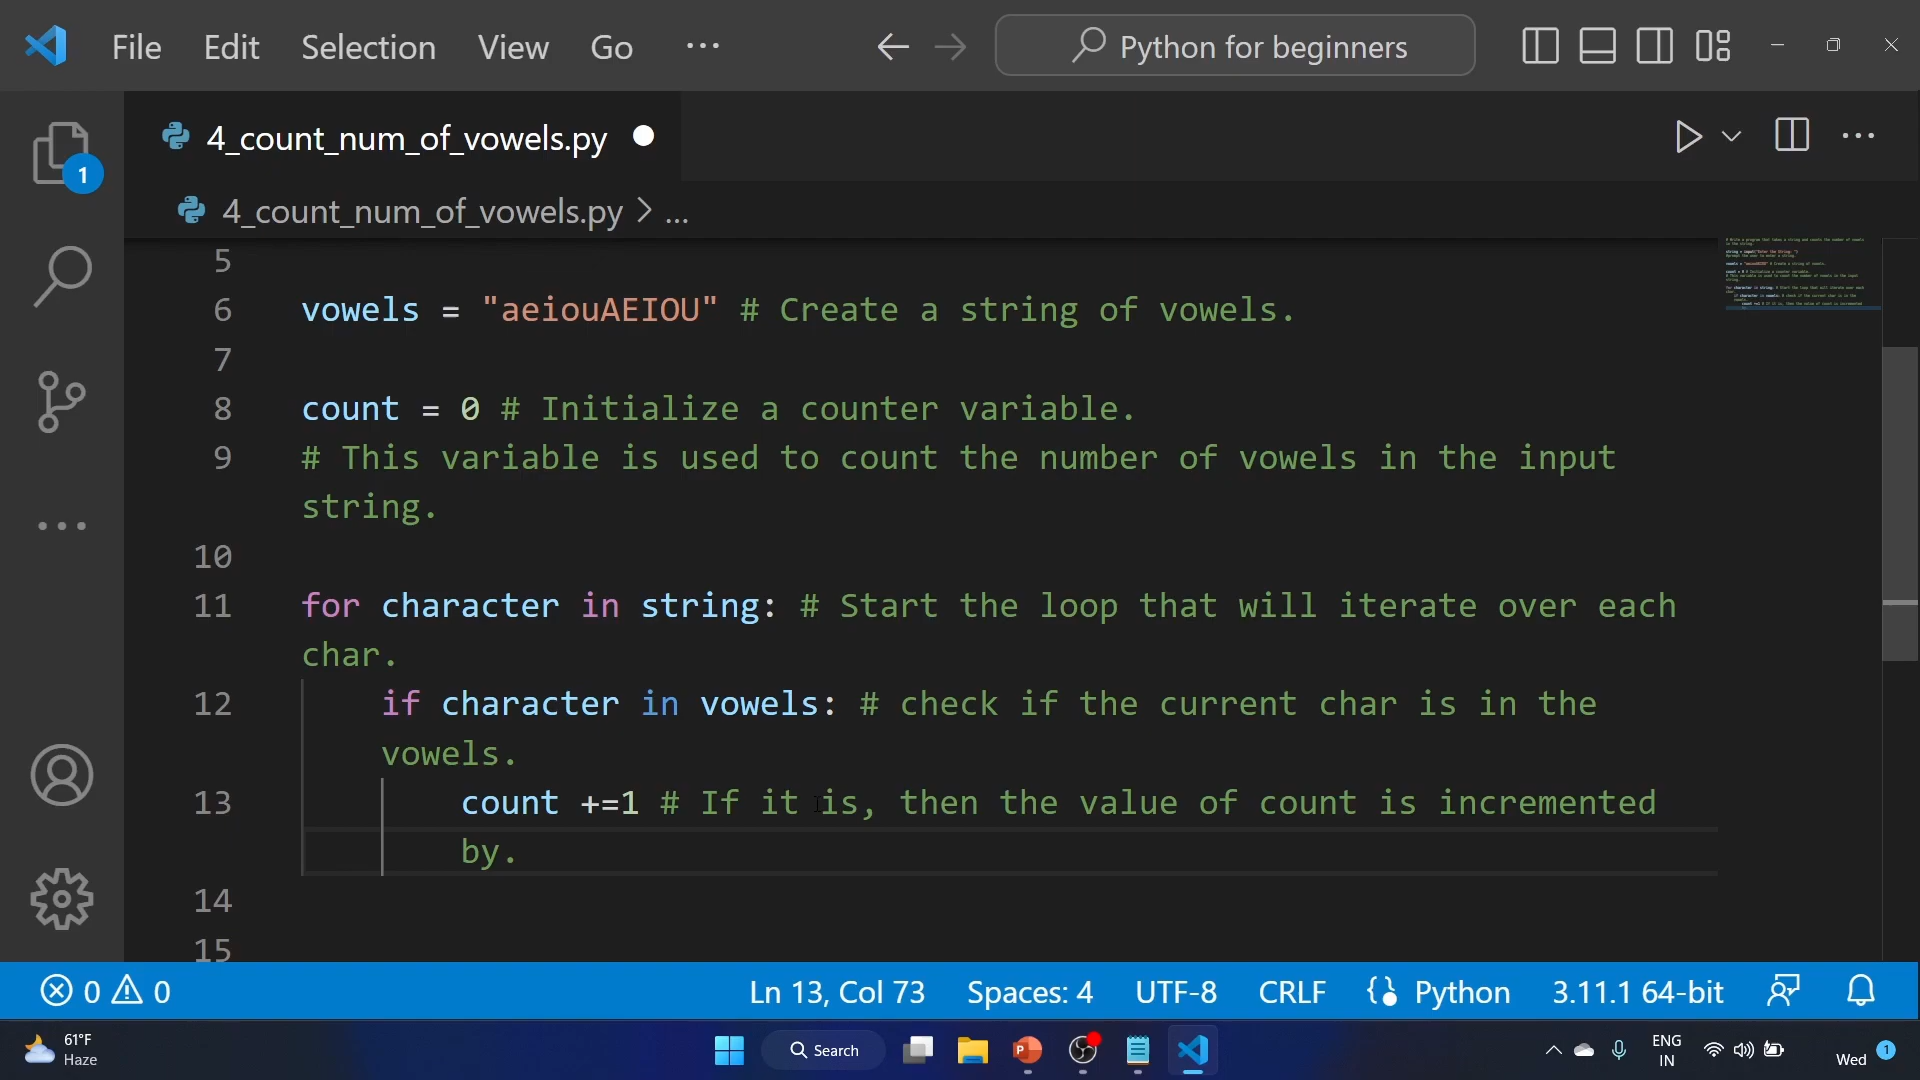 File Edit Selection View Go ... Python for beginners
4_count_num_of_vowels.py
1
4_count_num_of_vowels.py > ...
5
6 vowels = "aeiouAEIOU" # Create a string of vowels.
7
8 count = 0 # Initialize a counter variable.
9 # This variable is used to count the number of vowels in the input
string.
10
11 for character in string: # Start the loop that will iterate over each
char.
12 if character in vowels: # check if the current char is in the
vowels.
13 count +=1 # If it is, then the value of count is incremented
by.
14
15
0 0 Ln 13, Col 73 Spaces: 4 UTF-8 CRLF Python 3.11.1 64-bit
61°F
Haze
Search
ENG
IN
Wed 1